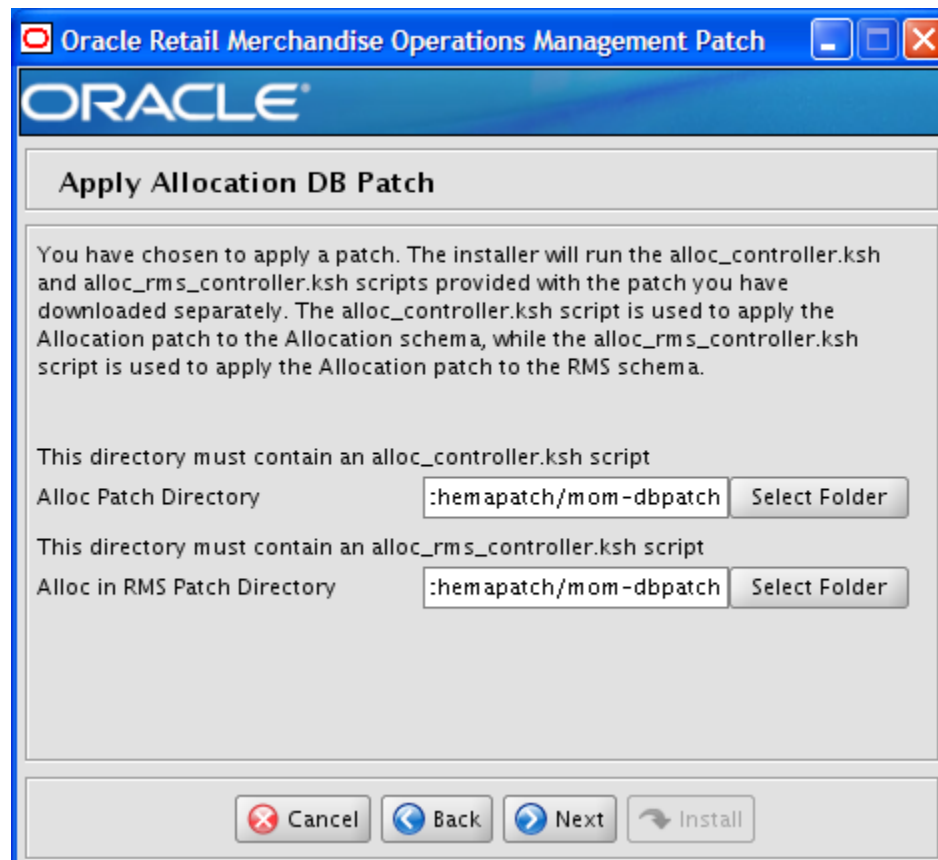 Oracle Retail Merchandise Operations Management Patch
ORACLE
Apply Allocation DB Patch
You have chosen to apply a patch. The installer will run the alloc_controller.ksh
and alloc_rms_controller.ksh scripts provided with the patch you have
downloaded separately. The alloc_controller.ksh script is used to apply the
Allocation patch to the Allocation schema, while the alloc_rms_controller.ksh
script is used to apply the Allocation patch to the RMS schema.
This directory must contain an alloc_controller.ksh script
Alloc Patch Directory :hemapatch/mom-dbpatch Select Folder
This directory must contain an alloc_rms_controller.ksh script
Alloc in RMS Patch Directory :hemapatch/mom-dbpatch Select Folder
Cancel Back Next Install